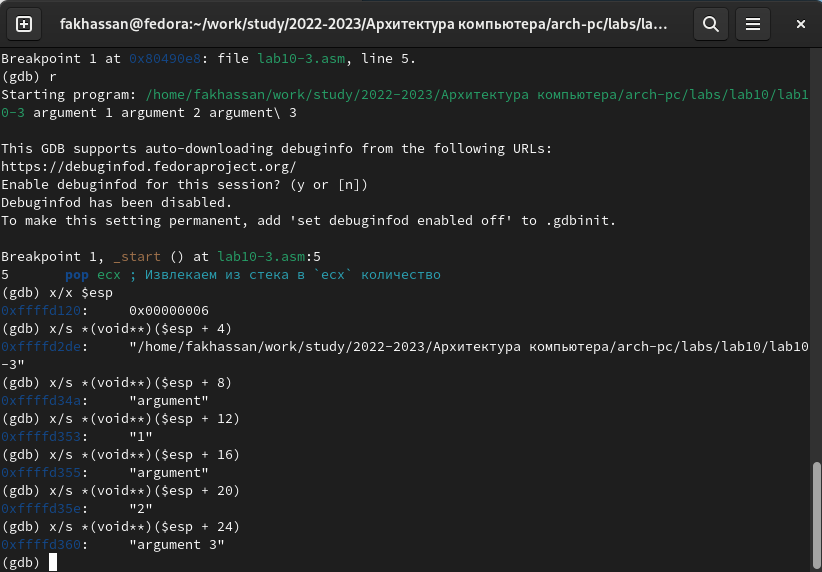 fakhassan@fedora:~/work/study/2022-2023/Архитектура компьютера/arch-pc/labs/la...
Breakpoint 1 at 0x80490e8: file lab10-3.asm, line 5.
(gdb) r
Starting program: /home/fakhassan/work/study/2022-2023/Архитектура компьютера/arch-pc/labs/lab10/lab1
0-3 argument 1 argument 2 argument\ 3
This GDB supports auto-downloading debuginfo from the following URLs:
https://debuginfod.fedoraproject.org/
Enable debuginfod for this session? (y or [n])
Debuginfod has been disabled.
To make this setting permanent, add 'set debuginfod enabled off' to .gdbinit.
Breakpoint 1, _start () at lab10-3.asm:5
5       pop ecx ; Извлекаем из стека в `ecx` количество
(gdb) x/x $esp
0xffffd120:     0x00000006
(gdb) x/s *(void**)($esp + 4)
0xffffd2de:     "/home/fakhassan/work/study/2022-2023/Архитектура компьютера/arch-pc/labs/lab10/lab10
-3"
(gdb) x/s *(void**)($esp + 8)
0xffffd34a:     "argument"
(gdb) x/s *(void**)($esp + 12)
0xffffd353:     "1"
(gdb) x/s *(void**)($esp + 16)
0xffffd355:     "argument"
(gdb) x/s *(void**)($esp + 20)
0xffffd35e:     "2"
(gdb) x/s *(void**)($esp + 24)
0xffffd360:     "argument 3"
(gdb)